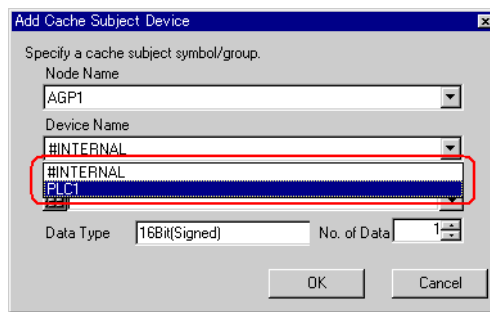 Add Cache Subject Device
Specify a cache subject symbol/group.
Node Name
AGP1
Device Name
#INTERNAL
#INTERNAL
PLC1
Data Type 16Bit(Signed) No. of Data 1
OK Cancel